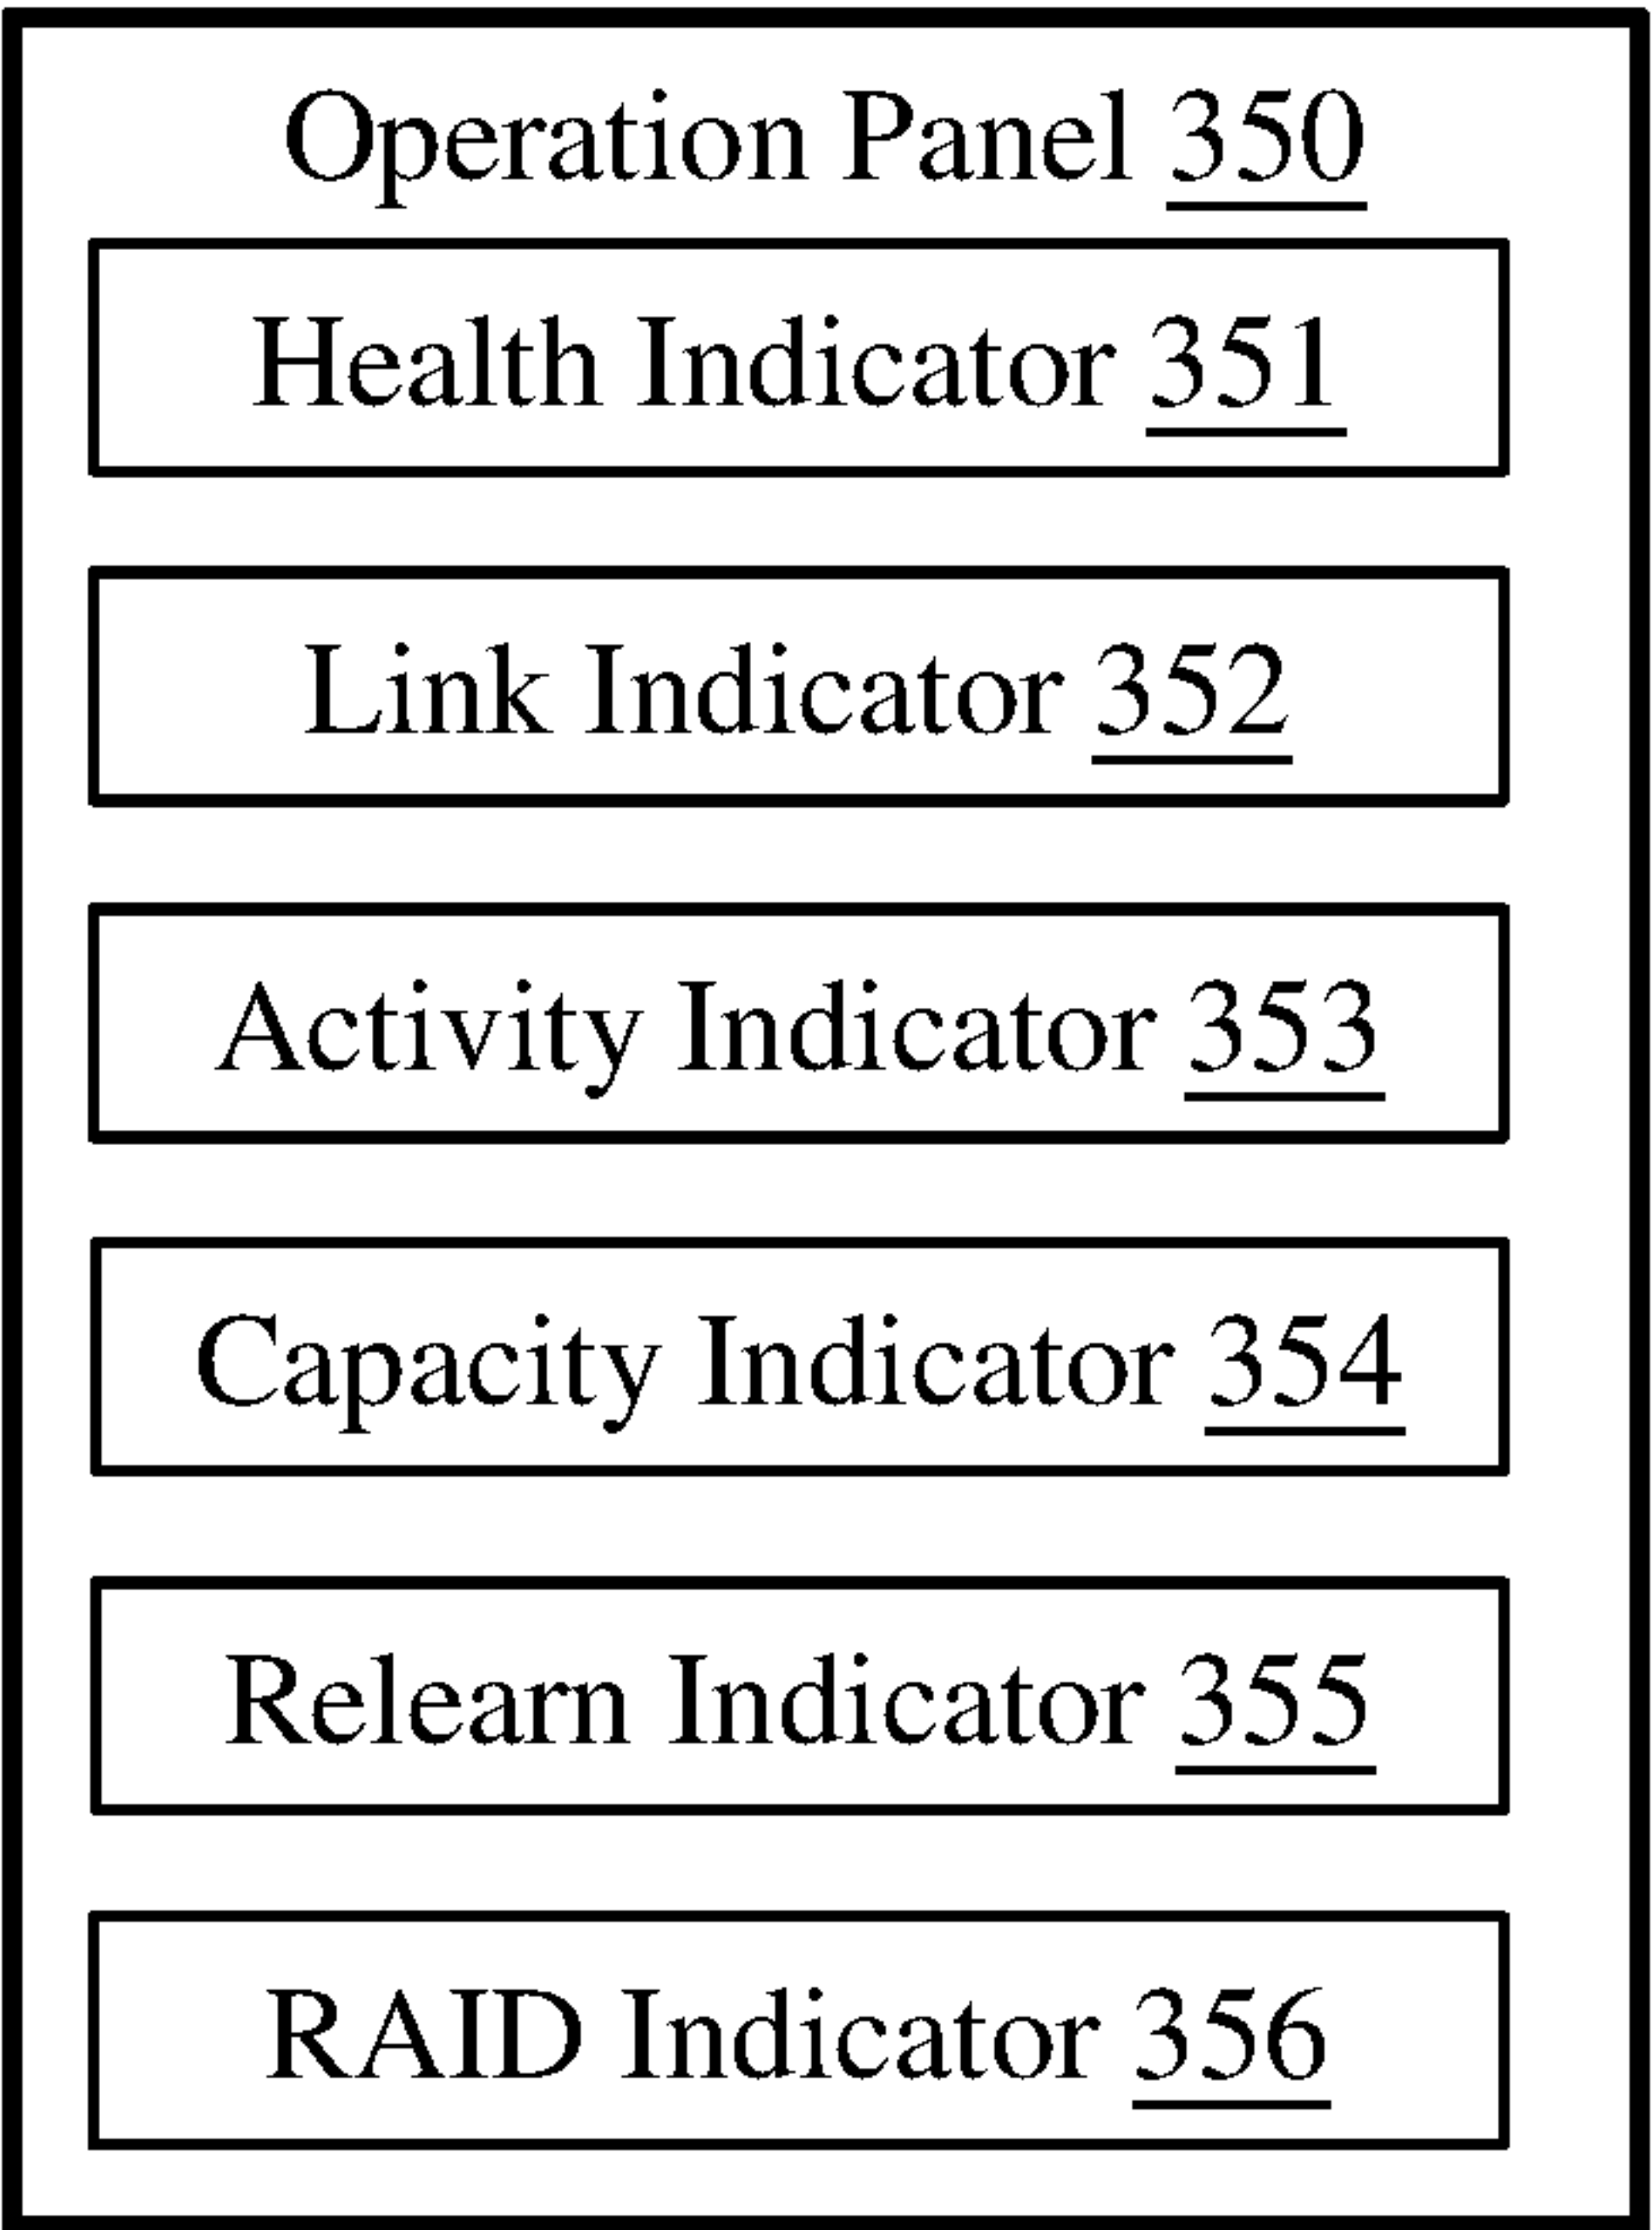 Operation Panel 350
Health Indicator 351
Link Indicator 352
Activity Indicator 353
Capacity Indicator 354
Relearn Indicator 355
RAID Indicator 356